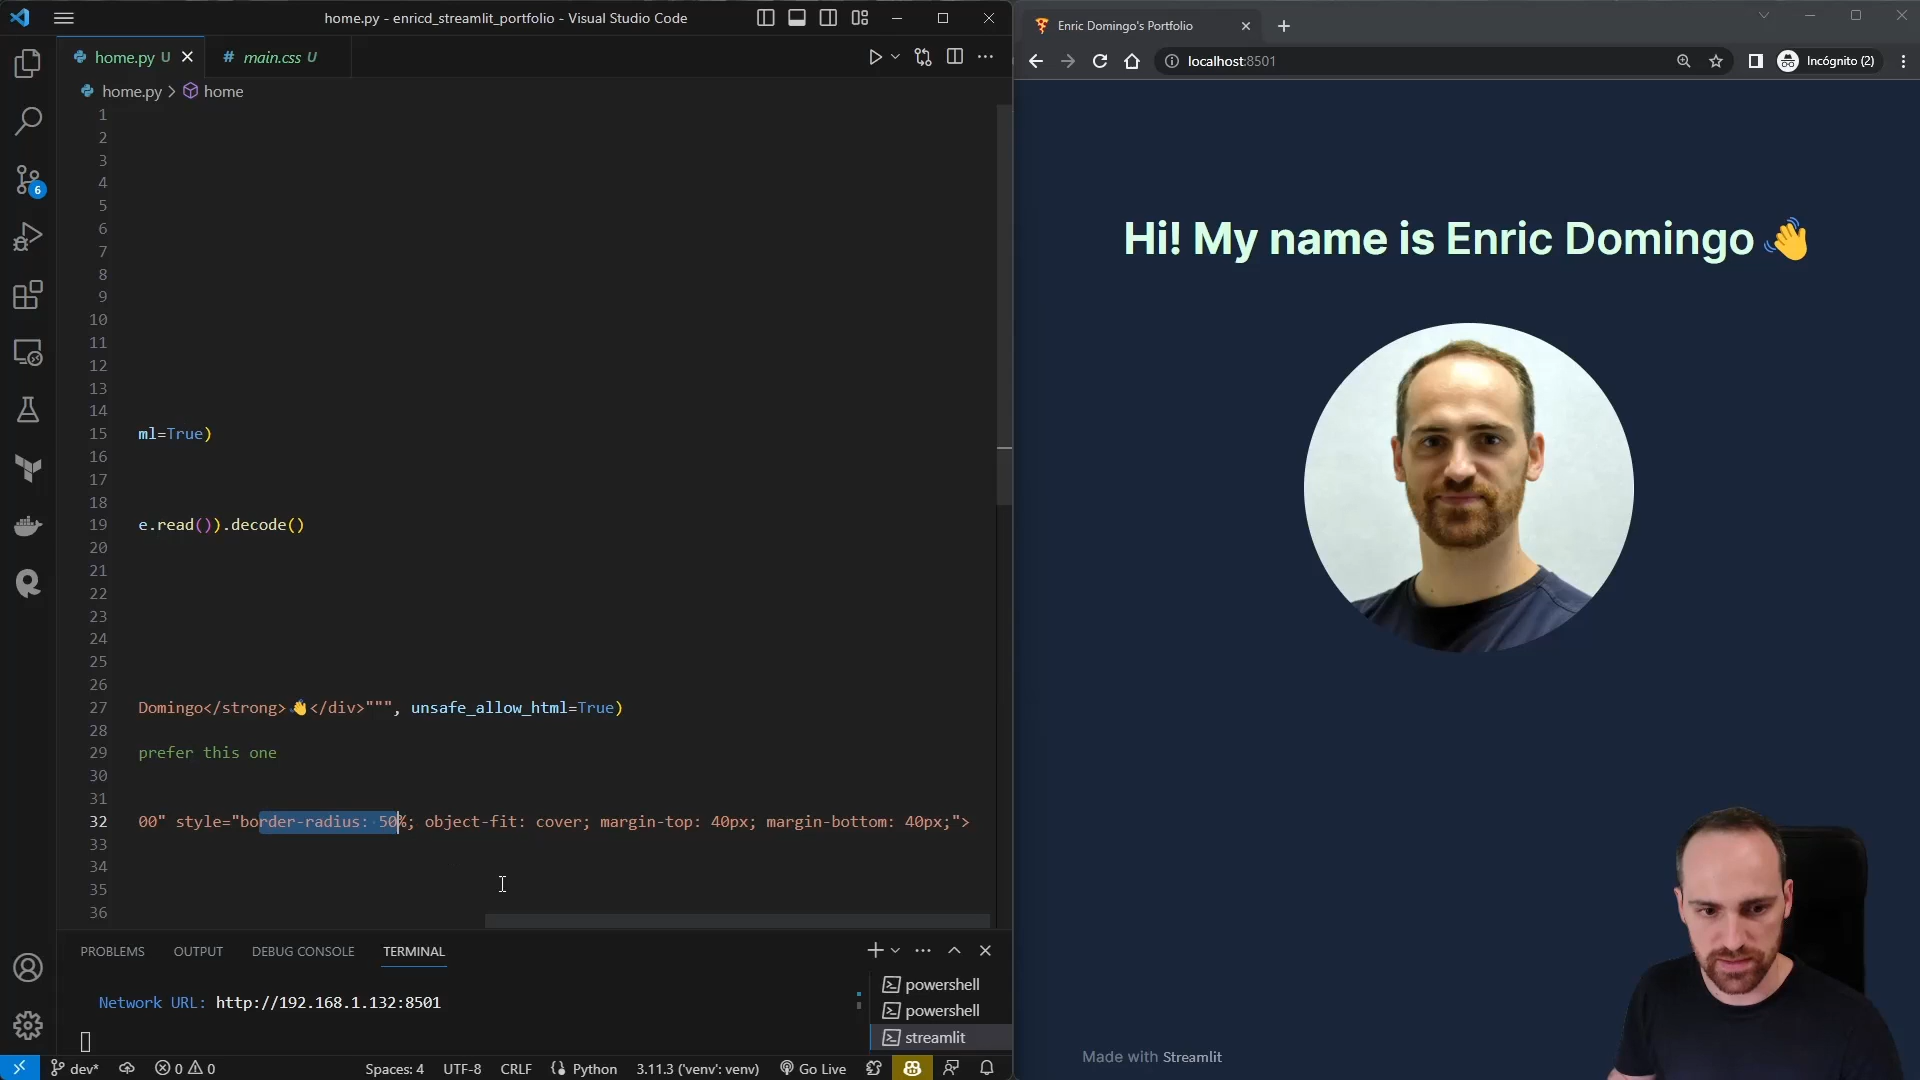 home.py - enricd_streamlit_portfolio - Visual Studio Code
home.py U
# main.css U
home.py > home
1
2
3
4
5
6
7
8
9
10
11
12
13
14
15 ml=True)
16
17
18
19 e.read()).decode()
20
21
22
23
24
25
26
27 Domingo</strong>👋</div>""", unsafe_allow_html=True)
28
29 prefer this one
30
31
32 00" style="border-radius: 50%; object-fit: cover; margin-top: 40px; margin-bottom: 40px;">
33
34
35
36
6
PROBLEMS OUTPUT DEBUG CONSOLE TERMINAL
Network URL: http://192.168.1.132:8501
powershell
powershell
streamlit
dev* 0 0 Spaces: 4 UTF-8 CRLF Python 3.11.3 ('venv': venv) Go Live
Enric Domingo's Portfolio
localhost:8501
Incógnito (2)
Hi! My name is Enric Domingo 👋
Made with Streamlit